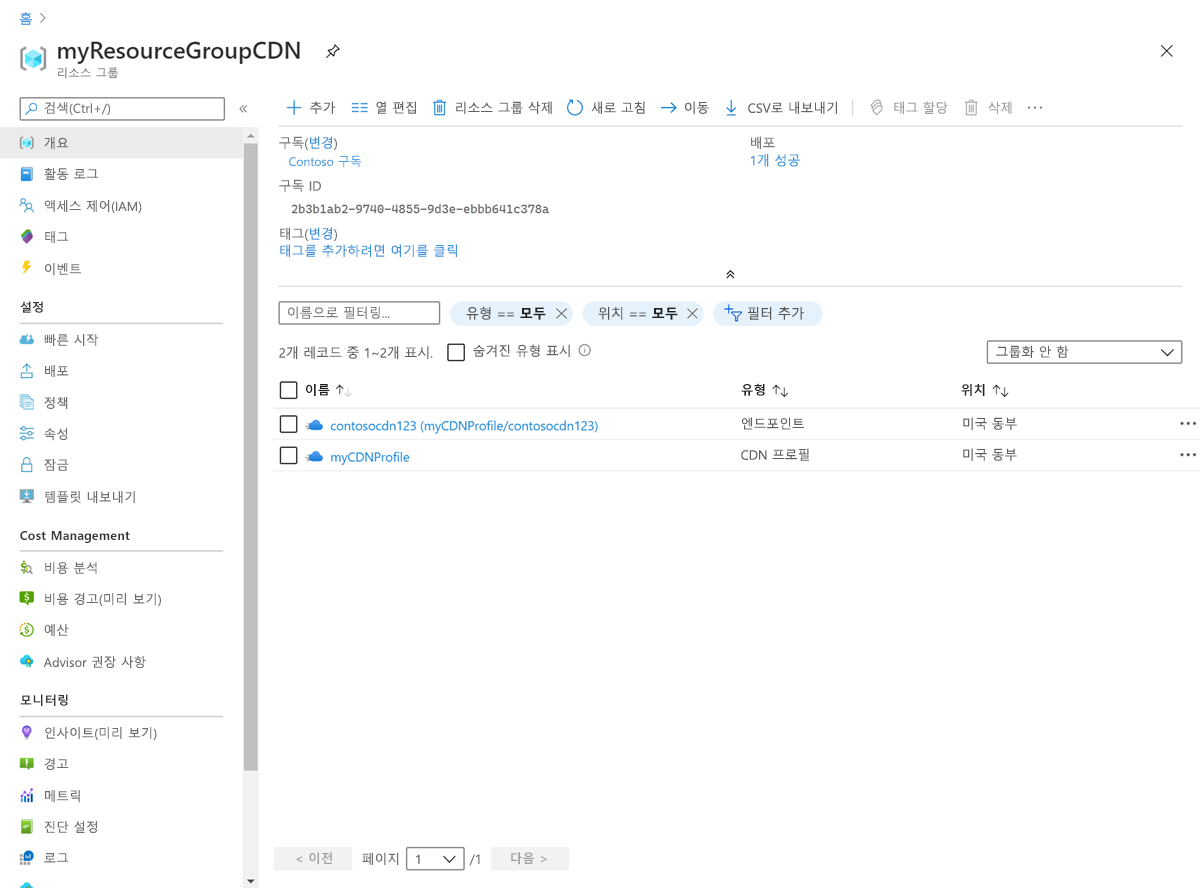 홈 >
myResourceGroupCDN
리소스 그룹
검색(Ctrl+/)
«
추가
열 편집
리소스 그룹 삭제
새로 고침
이동
CSV로 내보내기
태그 할당
삭제
···
개요
활동 로그
액세스 제어(IAM)
태그
이벤트
설정
빠른 시작
배포
정책
속성
잠금
템플릿 내보내기
Cost Management
비용 분석
비용 경고(미리 보기)
예산
Advisor 권장 사항
모니터링
인사이트(미리 보기)
경고
메트릭
진단 설정
로그
구독(변경)
Contoso 구독
구독 ID
2b3b1ab2-9740-4855-9d3e-ebbb641c378a
태그(변경)
태그를 추가하려면 여기를 클릭
배포
1개 성공
이름으로 필터링...
유형 == 모두
위치 == 모두
필터 추가
2개 레코드 중 1~2개 표시.
숨겨진 유형 표시
그룹화 안 함
이름 ↑↓ 유형 ↑↓ 위치 ↑↓
contosocdn123 (myCDNProfile/contosocdn123) 엔드포인트 미국 동부 ···
myCDNProfile CDN 프로필 미국 동부 ···
< 이전 페이지 1 /1 다음 >